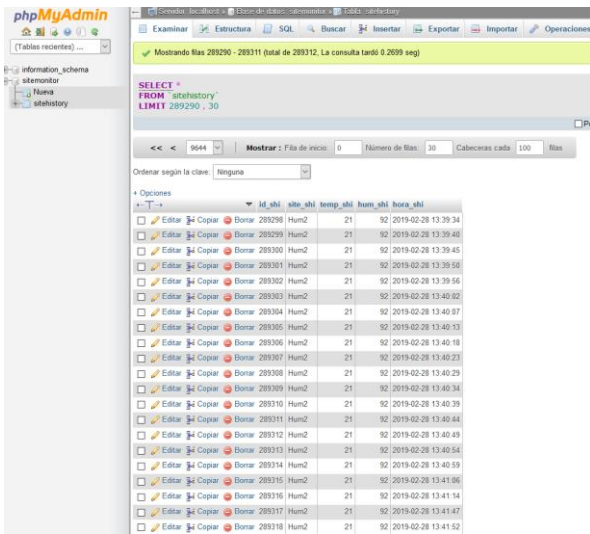 phpMyAdmin
(Tablas recientes) ...
information_schema
sitemonitor
Nueva
sitehistory
Servidor: localhost » Base de datos: sitemonitor » Tabla: sitehistory
Examinar Estructura SQL Buscar Insertar Exportar Importar Operaciones
Mostrando filas 289290 - 289311 (total de 289312, La consulta tardó 0.2699 seg)
SELECT *
FROM `sitehistory`
LIMIT 289290 , 30
<< < 9644 Mostrar : Fila de inicio: 0 Número de filas: 30 Cabeceras cada 100 filas
Ordenar según la clave: Ninguna
+ Opciones
←T→ id_shi site_shi temp_shi hum_shi hora_shi
Editar Copiar Borrar 289298 Hum2 21 92 2019-02-28 13:39:34
Editar Copiar Borrar 289299 Hum2 21 92 2019-02-28 13:39:40
Editar Copiar Borrar 289300 Hum2 21 92 2019-02-28 13:39:45
Editar Copiar Borrar 289301 Hum2 21 92 2019-02-28 13:39:50
Editar Copiar Borrar 289302 Hum2 21 92 2019-02-28 13:39:56
Editar Copiar Borrar 289303 Hum2 21 92 2019-02-28 13:40:02
Editar Copiar Borrar 289304 Hum2 21 92 2019-02-28 13:40:07
Editar Copiar Borrar 289305 Hum2 21 92 2019-02-28 13:40:13
Editar Copiar Borrar 289306 Hum2 21 92 2019-02-28 13:40:18
Editar Copiar Borrar 289307 Hum2 21 92 2019-02-28 13:40:23
Editar Copiar Borrar 289308 Hum2 21 92 2019-02-28 13:40:29
Editar Copiar Borrar 289309 Hum2 21 92 2019-02-28 13:40:34
Editar Copiar Borrar 289310 Hum2 21 92 2019-02-28 13:40:39
Editar Copiar Borrar 289311 Hum2 21 92 2019-02-28 13:40:44
Editar Copiar Borrar 289312 Hum2 21 92 2019-02-28 13:40:49
Editar Copiar Borrar 289313 Hum2 21 92 2019-02-28 13:40:54
Editar Copiar Borrar 289314 Hum2 21 92 2019-02-28 13:40:59
Editar Copiar Borrar 289315 Hum2 21 92 2019-02-28 13:41:06
Editar Copiar Borrar 289316 Hum2 21 92 2019-02-28 13:41:14
Editar Copiar Borrar 289317 Hum2 21 92 2019-02-28 13:41:47
Editar Copiar Borrar 289318 Hum2 21 92 2019-02-28 13:41:52